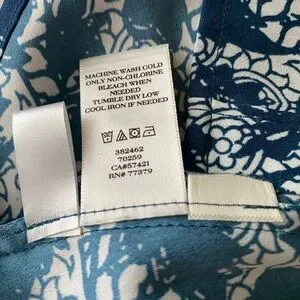 MACHINE WASH COLD
ONLY NON-CHLORINE
BLEACH WHEN
NEEDED
TUMBLE DRY LOW
COOL IRON IF NEEDED
382462
70259
CA#57421
RN# 77379